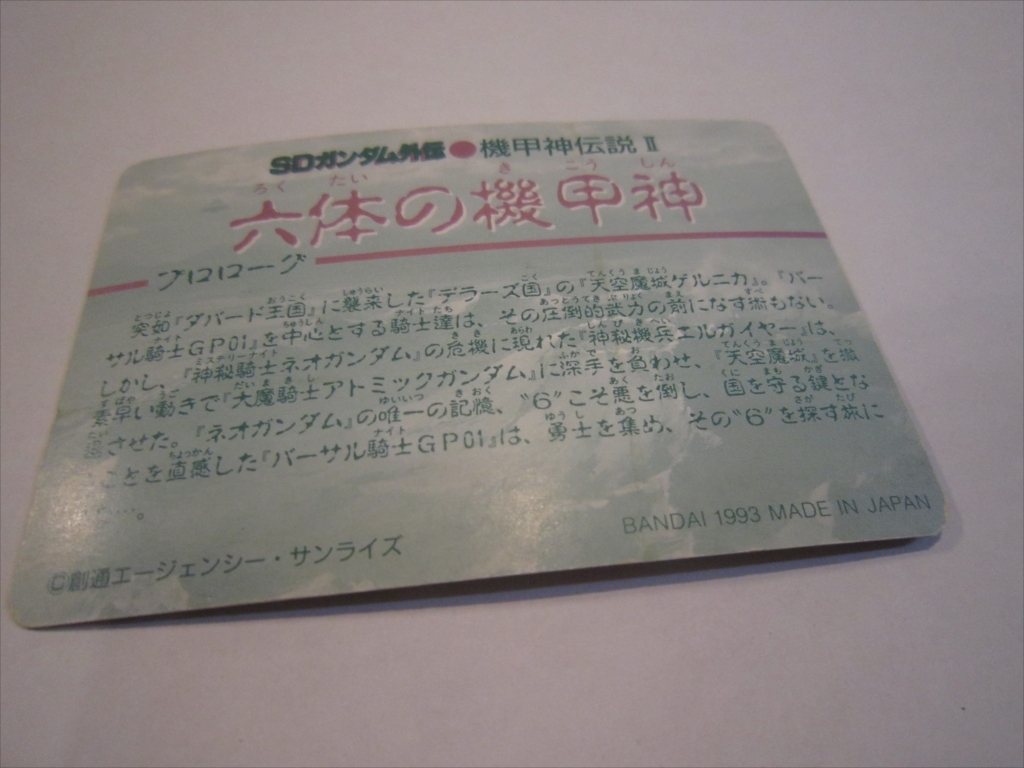 SDガンダム外伝●機甲神伝説Ⅱ
六体の機甲神
プロローグ
突如『ダバード王国』に襲来した『デラーズ国』の『天空魔城ゲルニカ』。『バー
サル騎士GP01』を中心とする騎士達は、その圧倒的武力の前になす術もない。
しかし、『神秘騎士ネオガンダム』の危機に現れた『神秘機兵エルガイヤー』は、
素早い動きで『大魔騎士アトミックガンダム』に深手を負わせ、『天空魔城』を
させた。『ネオガンダム』の唯一の記憶、“6”こそ悪を倒し、国を守る鍵とな
ことを直感した『バーサル騎士GP01』は、勇士を集め、その“6”を探す旅に
……。
©創通エージェンシー・サンライズ
BANDAI 1993 MADE IN JAPAN